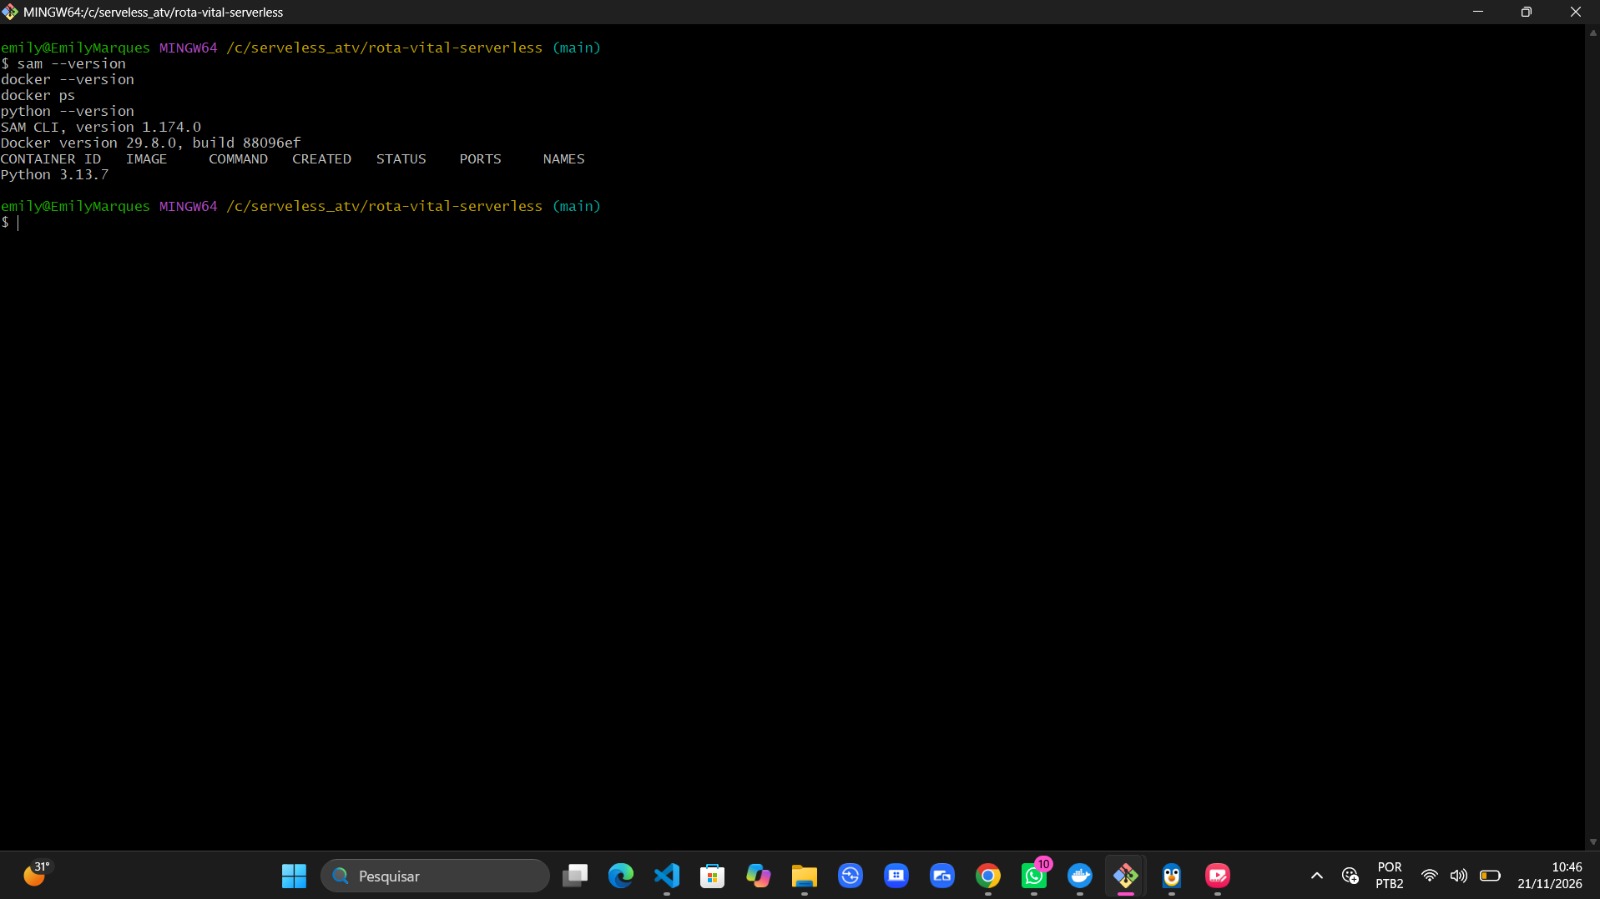 MINGW64:/c/serveless_atv/rota-vital-serverless
emily@EmilyMarques MINGW64 /c/serveless_atv/rota-vital-serverless (main)
$ sam --version
docker --version
docker ps
python --version
SAM CLI, version 1.174.0
Docker version 29.8.0, build 88096ef
CONTAINER ID   IMAGE     COMMAND   CREATED   STATUS    PORTS     NAMES
Python 3.13.7
emily@EmilyMarques MINGW64 /c/serveless_atv/rota-vital-serverless (main)
$
31°
Pesquisar
10
POR
PTB2
10:46
21/11/2026